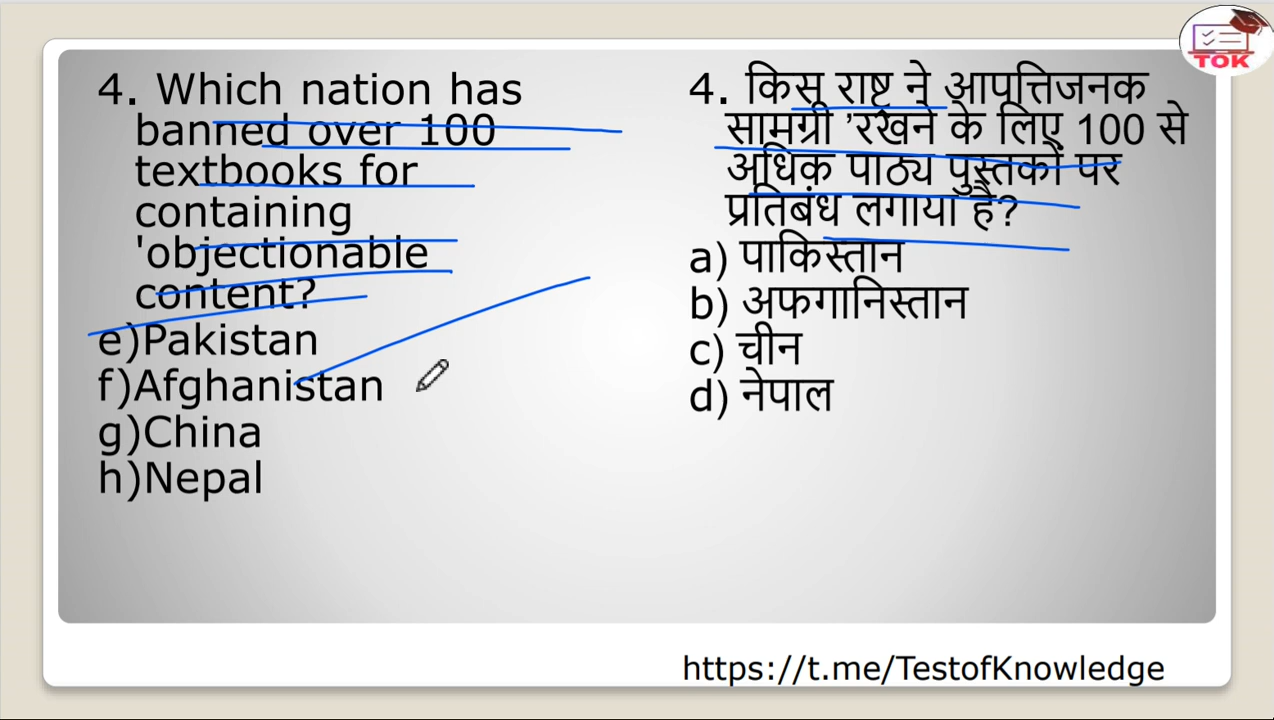 TOK
4. Which nation has
banned over 100
textbooks for
containing
'objectionable
content?
e)Pakistan
f)Afghanistan
g)China
h)Nepal
4. किस राष्ट्र ने आपत्तिजनक
सामग्री 'रखने के लिए 100 से
अधिक पाठ्य पुस्तकों पर
प्रतिबंध लगाया है?
a) पाकिस्तान
b) अफगानिस्तान
c) चीन
d) नेपाल
https://t.me/TestofKnowledge